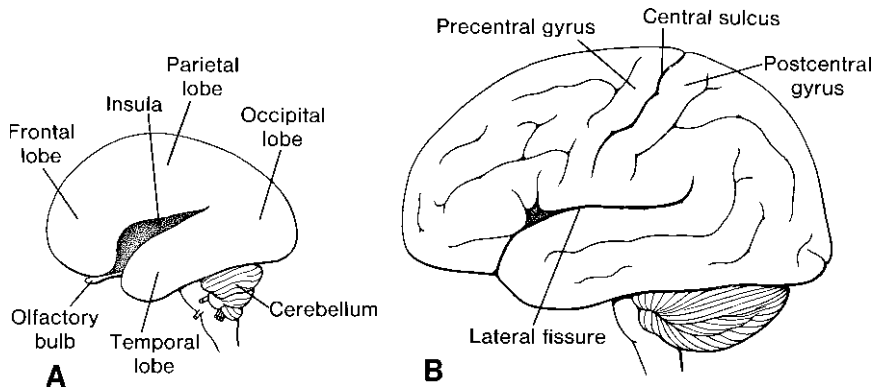 Parietal
lobe
Insula
Occipital
lobe
Frontal
lobe
Olfactory
bulb
Temporal
lobe
Cerebellum
A
Precentral gyrus
Central sulcus
Postcentral
gyrus
Lateral fissure
B